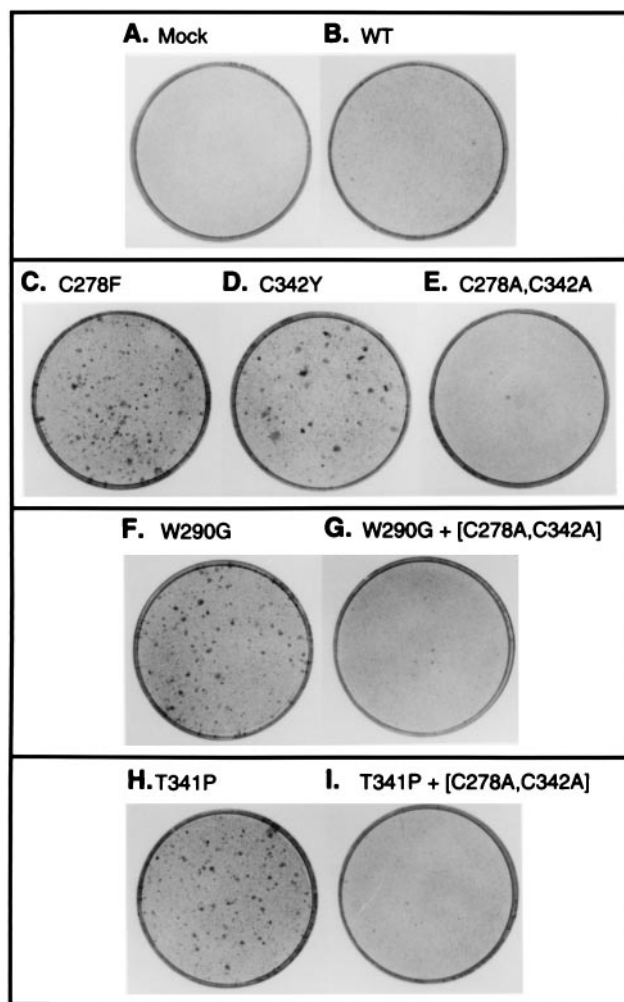 A. Mock
B. WT
C. C278F
D. C342Y
E. C278A,C342A
F. W290G
G. W290G + [C278A,C342A]
H. T341P
I. T341P + [C278A,C342A]